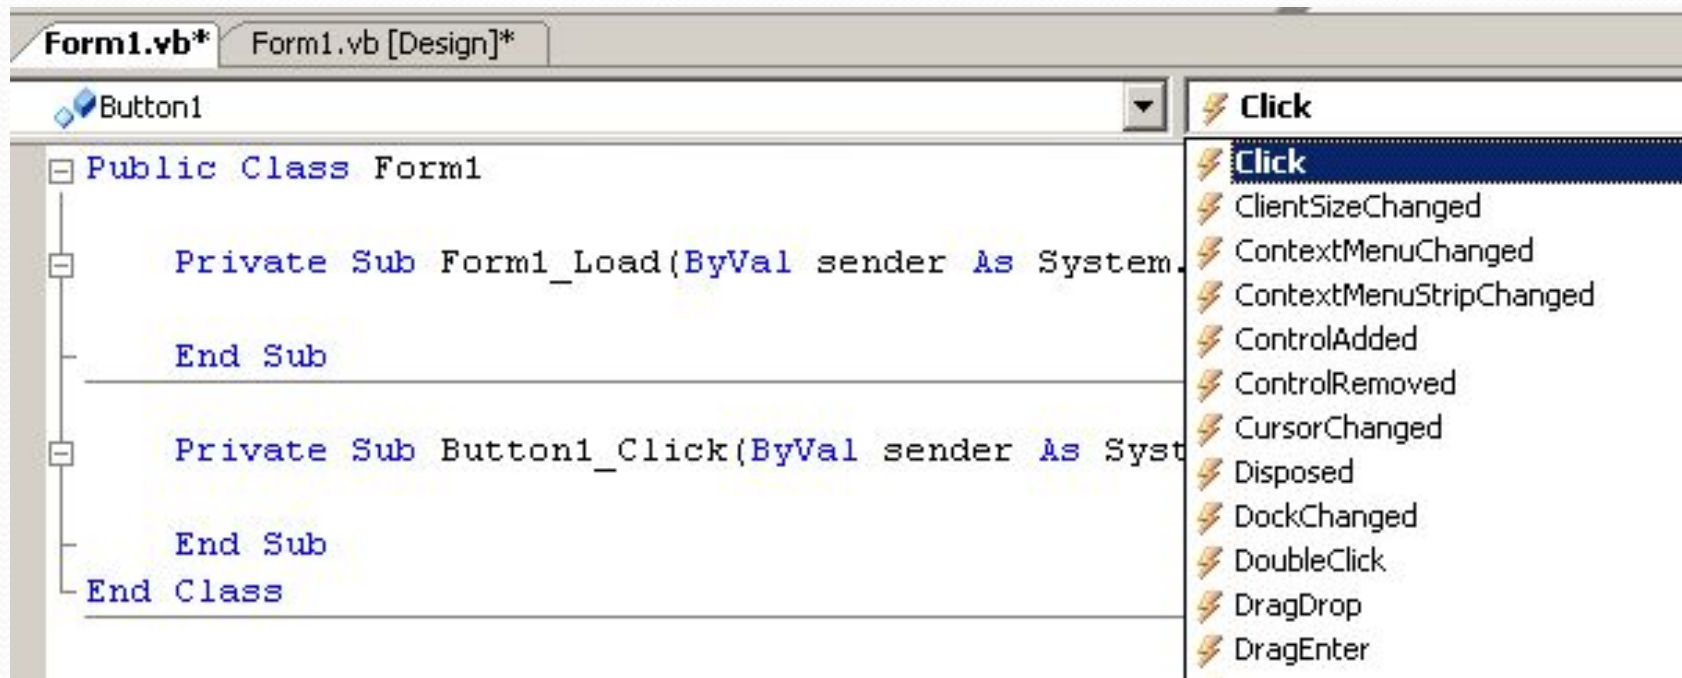 Form1.vb* Form1.vb [Design]*
Button1
Click
Public Class Form1
Private Sub Form1_Load(ByVal sender As System.
End Sub
Private Sub Button1_Click(ByVal sender As Syst
End Sub
End Class
Click
ClientSizeChanged
ContextMenuChanged
ContextMenuStripChanged
ControlAdded
ControlRemoved
CursorChanged
Disposed
DockChanged
DoubleClick
DragDrop
DragEnter